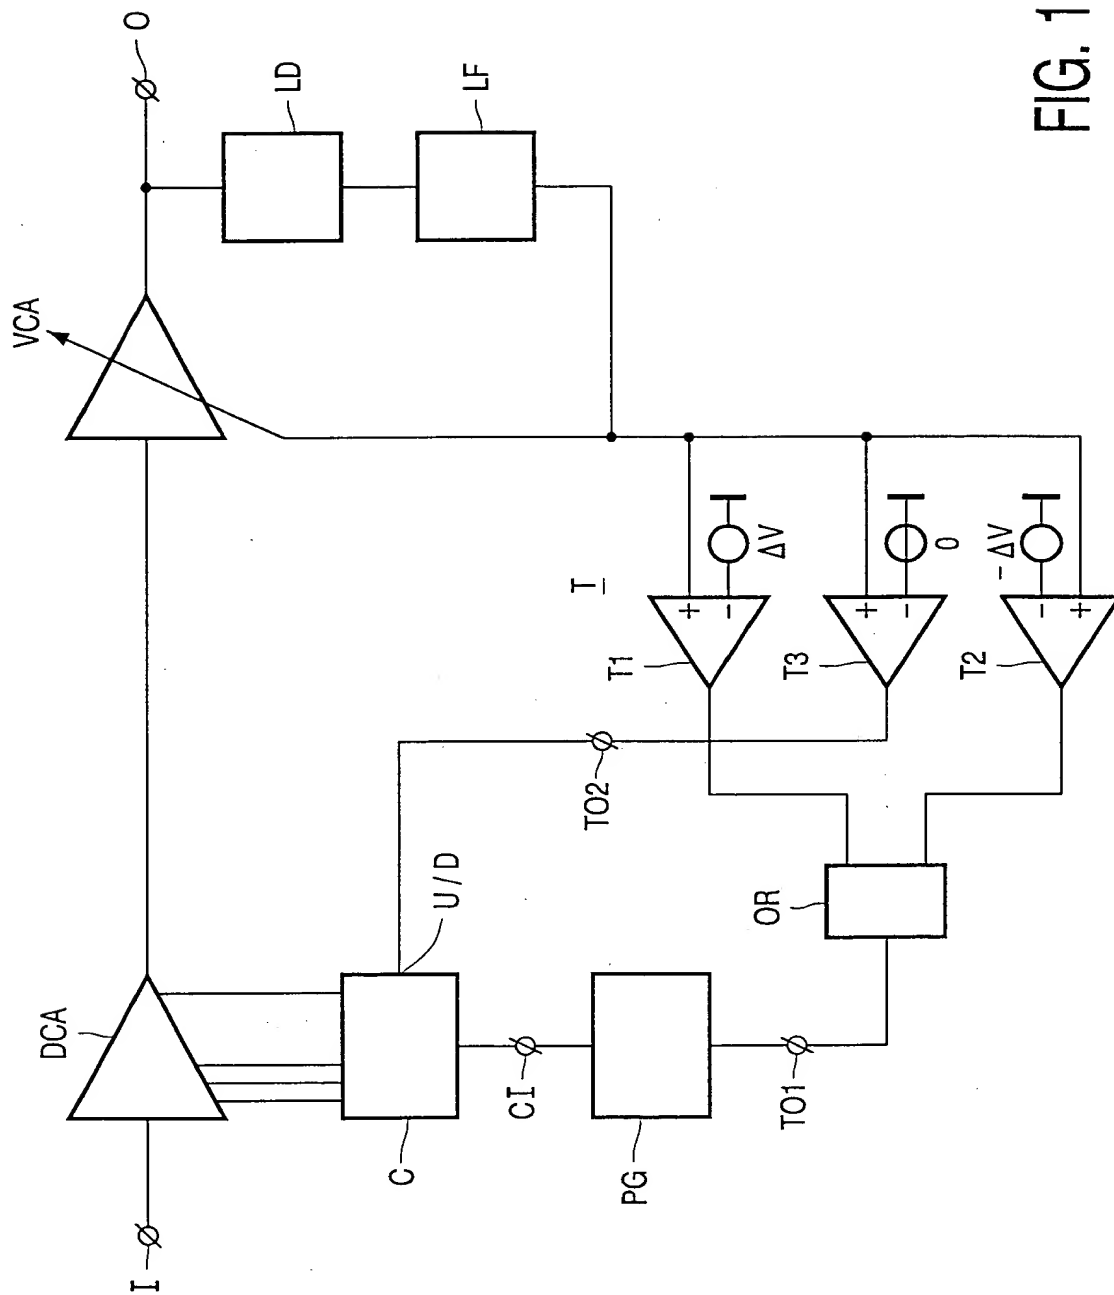 I
DCA
VCA
O
LD
LF
C
U/D
CI
PG
TO1
TO2
OR
T
T1
+
-
ΔV
T3
+
-
0
T2
-
+
-ΔV
FIG. 1